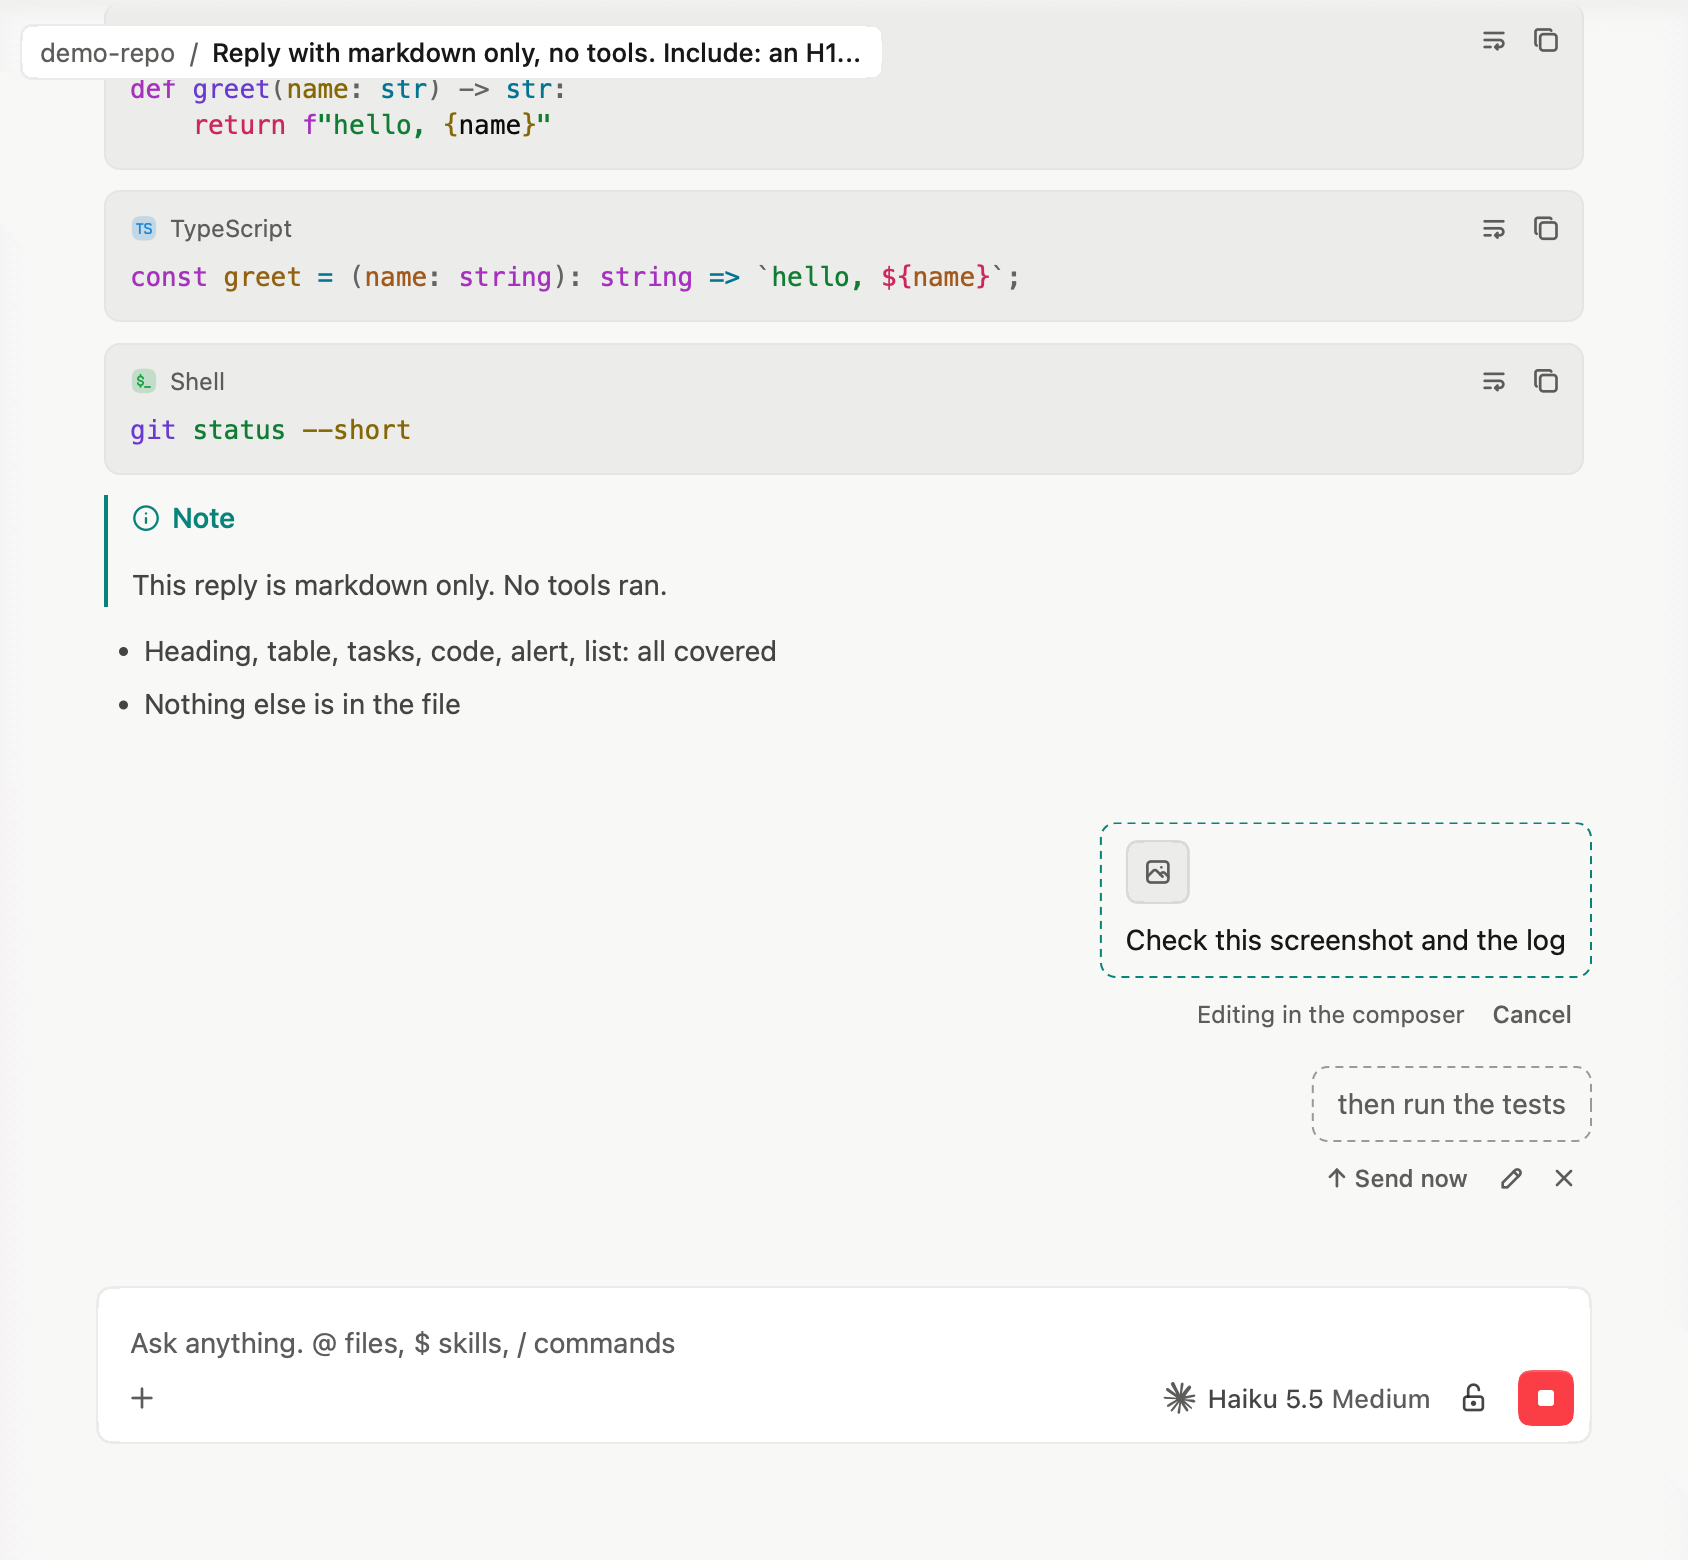 demo-repo / Reply with markdown only, no tools. Include: an H1...
def greet(name: str) -> str:
    return f"hello, {name}"
TS TypeScript
const greet = (name: string): string => `hello, ${name}`;
$_ Shell
git status --short
Note
This reply is markdown only. No tools ran.
• Heading, table, tasks, code, alert, list: all covered
• Nothing else is in the file
Check this screenshot and the log
Editing in the composer Cancel
then run the tests
Send now
Ask anything. @ files, $ skills, / commands
Haiku 5.5 Medium